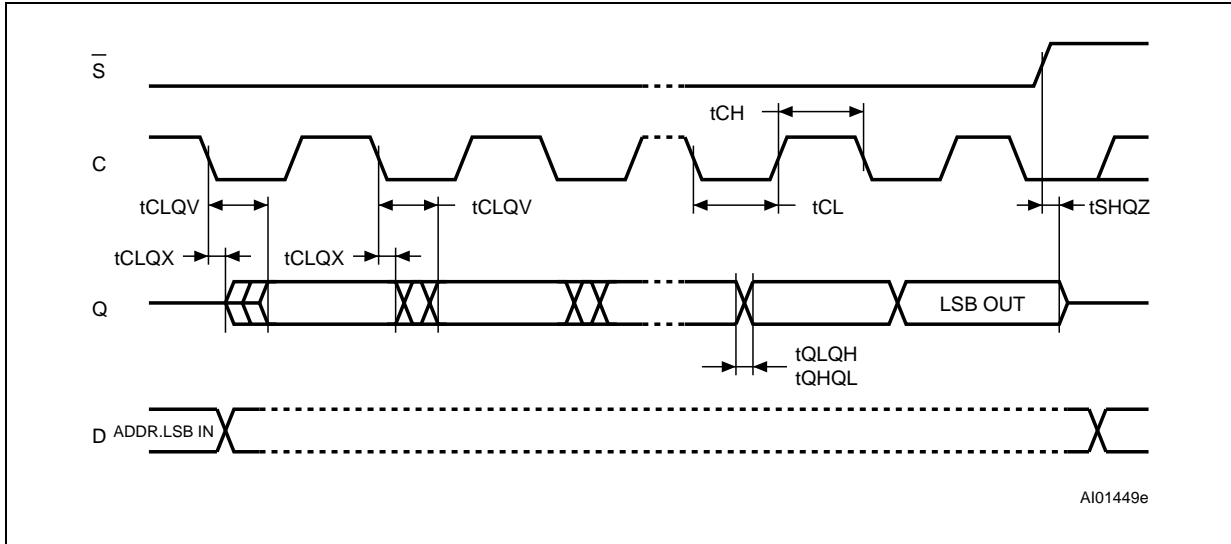 S
tCH
C
tCLQV
tCLQV
tCL
tSHQZ
tCLQX
tCLQX
Q
LSB OUT
tQLQH
tQHQL
D
ADDR.LSB IN
AI01449e